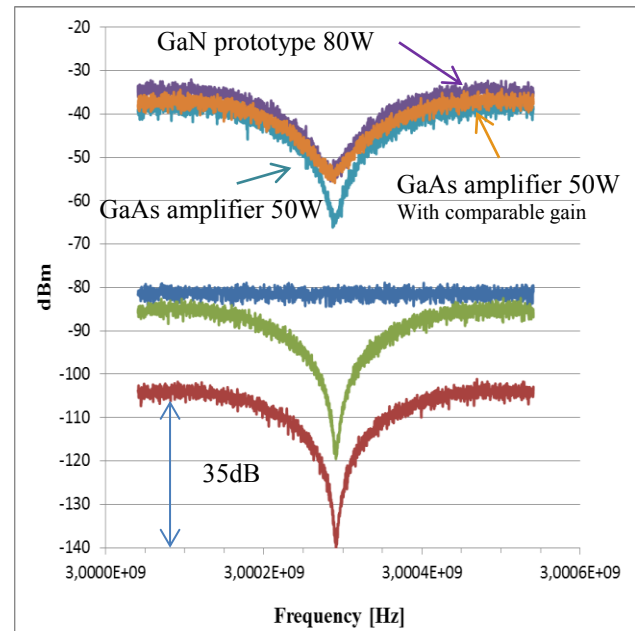 -20
GaN prototype 80W
-30
-40
-50
GaAs amplifier 50W
GaAs amplifier 50W
With comparable gain
-60
-70
-80
dBm
-90
-100
-110
35dB
-120
-130
-140
3,0000E+09 3,0002E+09 3,0004E+09 3,0006E+09
Frequency [Hz]